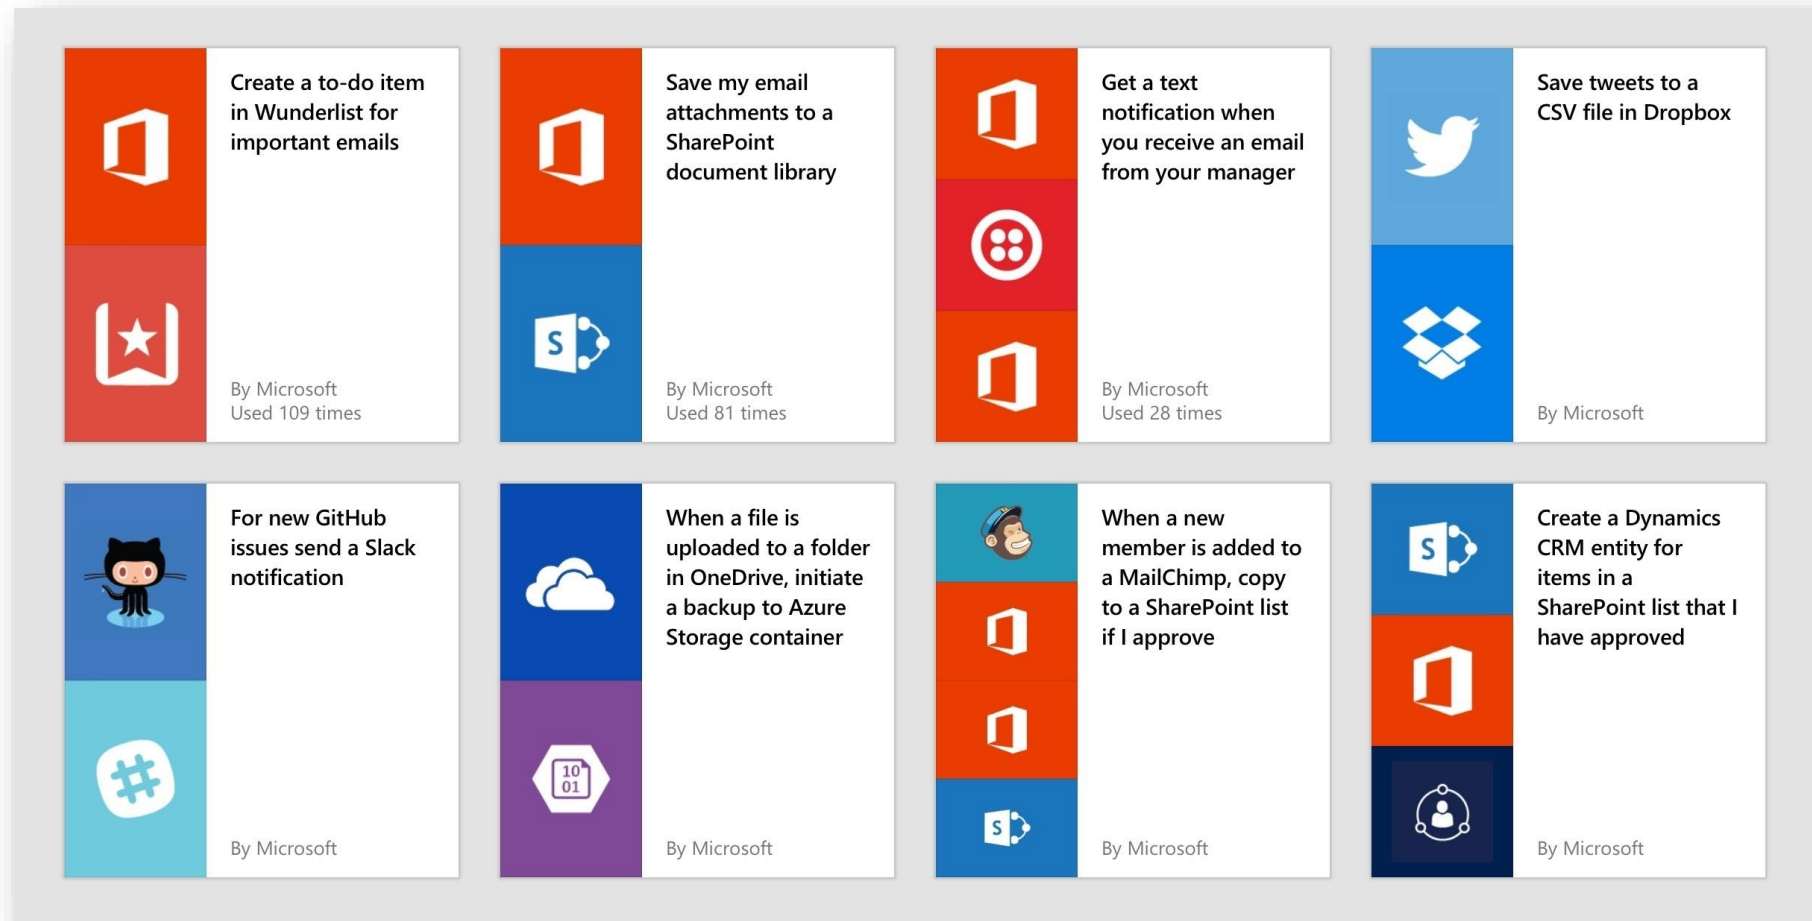 Create a to-do item
in Wunderlist for
important emails
By Microsoft
Used 109 times
Save my email
attachments to a
SharePoint
document library
S
By Microsoft
Used 81 times
Get a text
notification when
you receive an email
from your manager
By Microsoft
Used 28 times
Save tweets to a
CSV file in Dropbox
By Microsoft
For new GitHub
issues send a Slack
notification
By Microsoft
When a file is
uploaded to a folder
in OneDrive, initiate
a backup to Azure
Storage container
10
01
By Microsoft
When a new
member is added to
a MailChimp, copy
to a SharePoint list
if I approve
S
By Microsoft
S
Create a Dynamics
CRM entity for
items in a
SharePoint list that I
have approved
By Microsoft